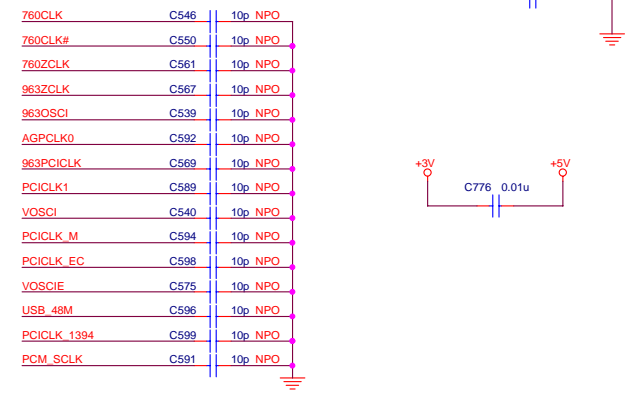 760CLK C546 10p NPO
760CLK# C550 10p NPO
760ZCLK C561 10p NPO
963ZCLK C567 10p NPO
963OSCI C539 10p NPO
AGPCLK0 C592 10p NPO
963PCICLK C569 10p NPO
PCICLK1 C589 10p NPO
VOSCI C540 10p NPO
PCICLK_M C594 10p NPO
PCICLK_EC C598 10p NPO
VOSCIE C575 10p NPO
USB_48M C596 10p NPO
PCICLK_1394 C599 10p NPO
PCM_SCLK C591 10p NPO
+3V +5V
C776 0.01u